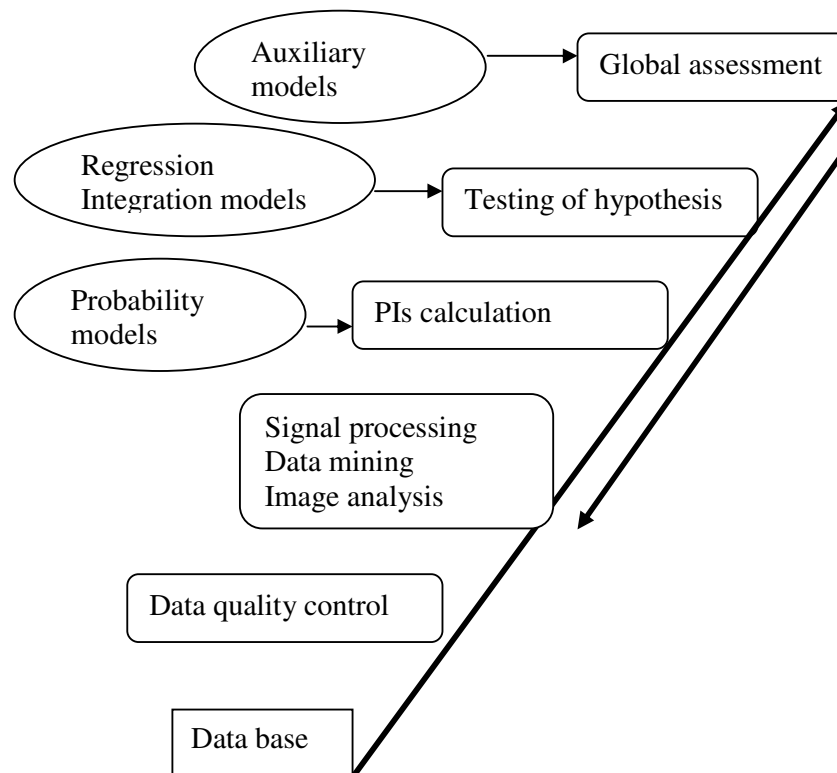 Auxiliary
models
Global assessment
Regression
Integration models
Testing of hypothesis
Probability
models
PIs calculation
Signal processing
Data mining
Image analysis
Data quality control
Data base